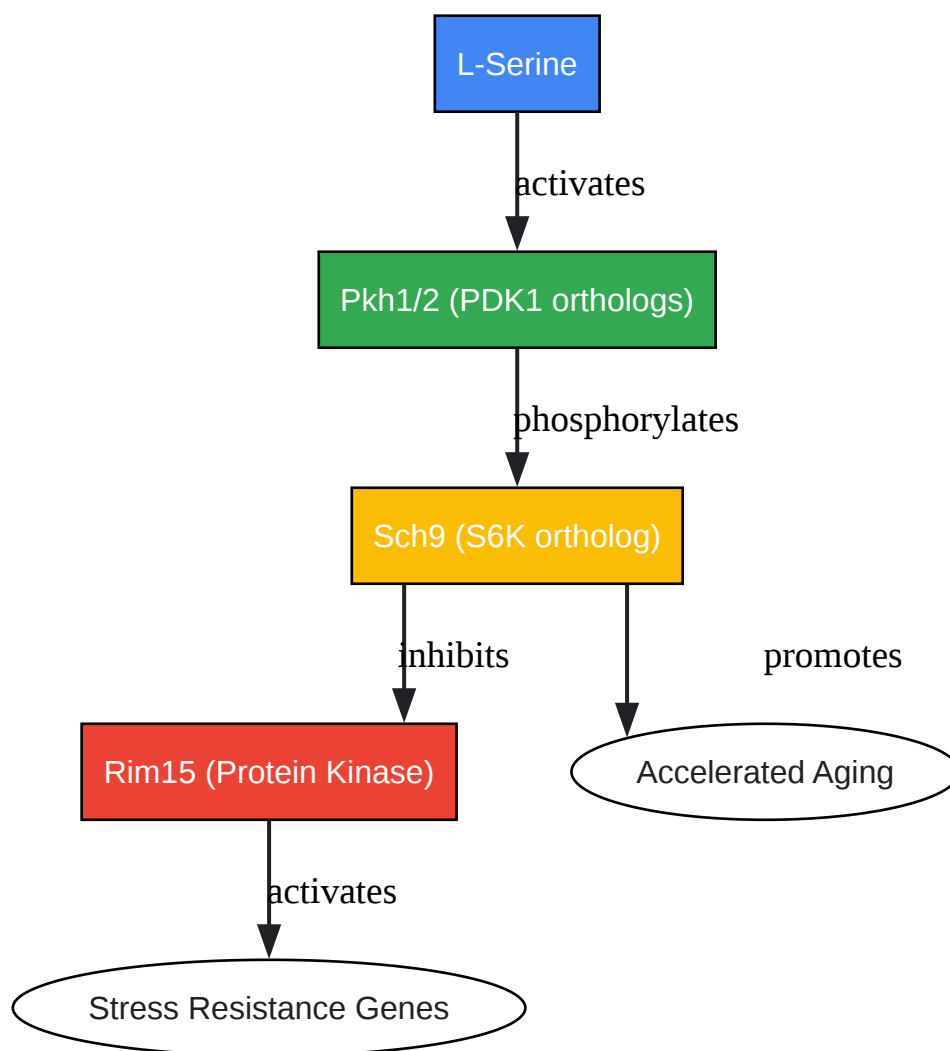 L-Serine
activates
Pkh1/2 (PDK1 orthologs)
phosphorylates
Sch9 (S6K ortholog)
inhibits
promotes
Rim15 (Protein Kinase)
Accelerated Aging
activates
Stress Resistance Genes